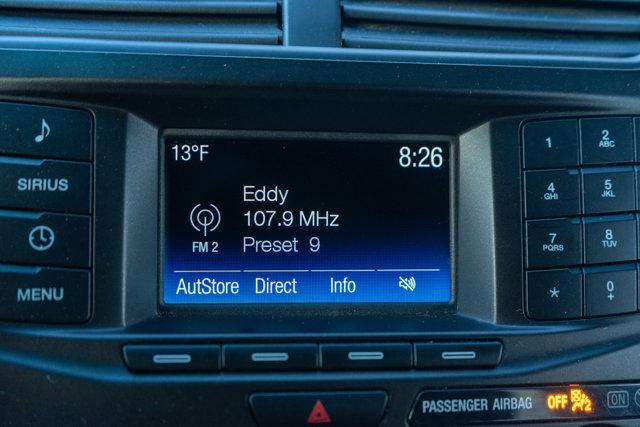 13°F 8:26
Eddy
107.9 MHz
FM 2
Preset 9
AutStore Direct Info
SIRIUS
MENU
1 2 ABC
4 GHI 5 JKL
7 PQRS 8 TUV
* 0 +
PASSENGER AIRBAG OFF 2 ON